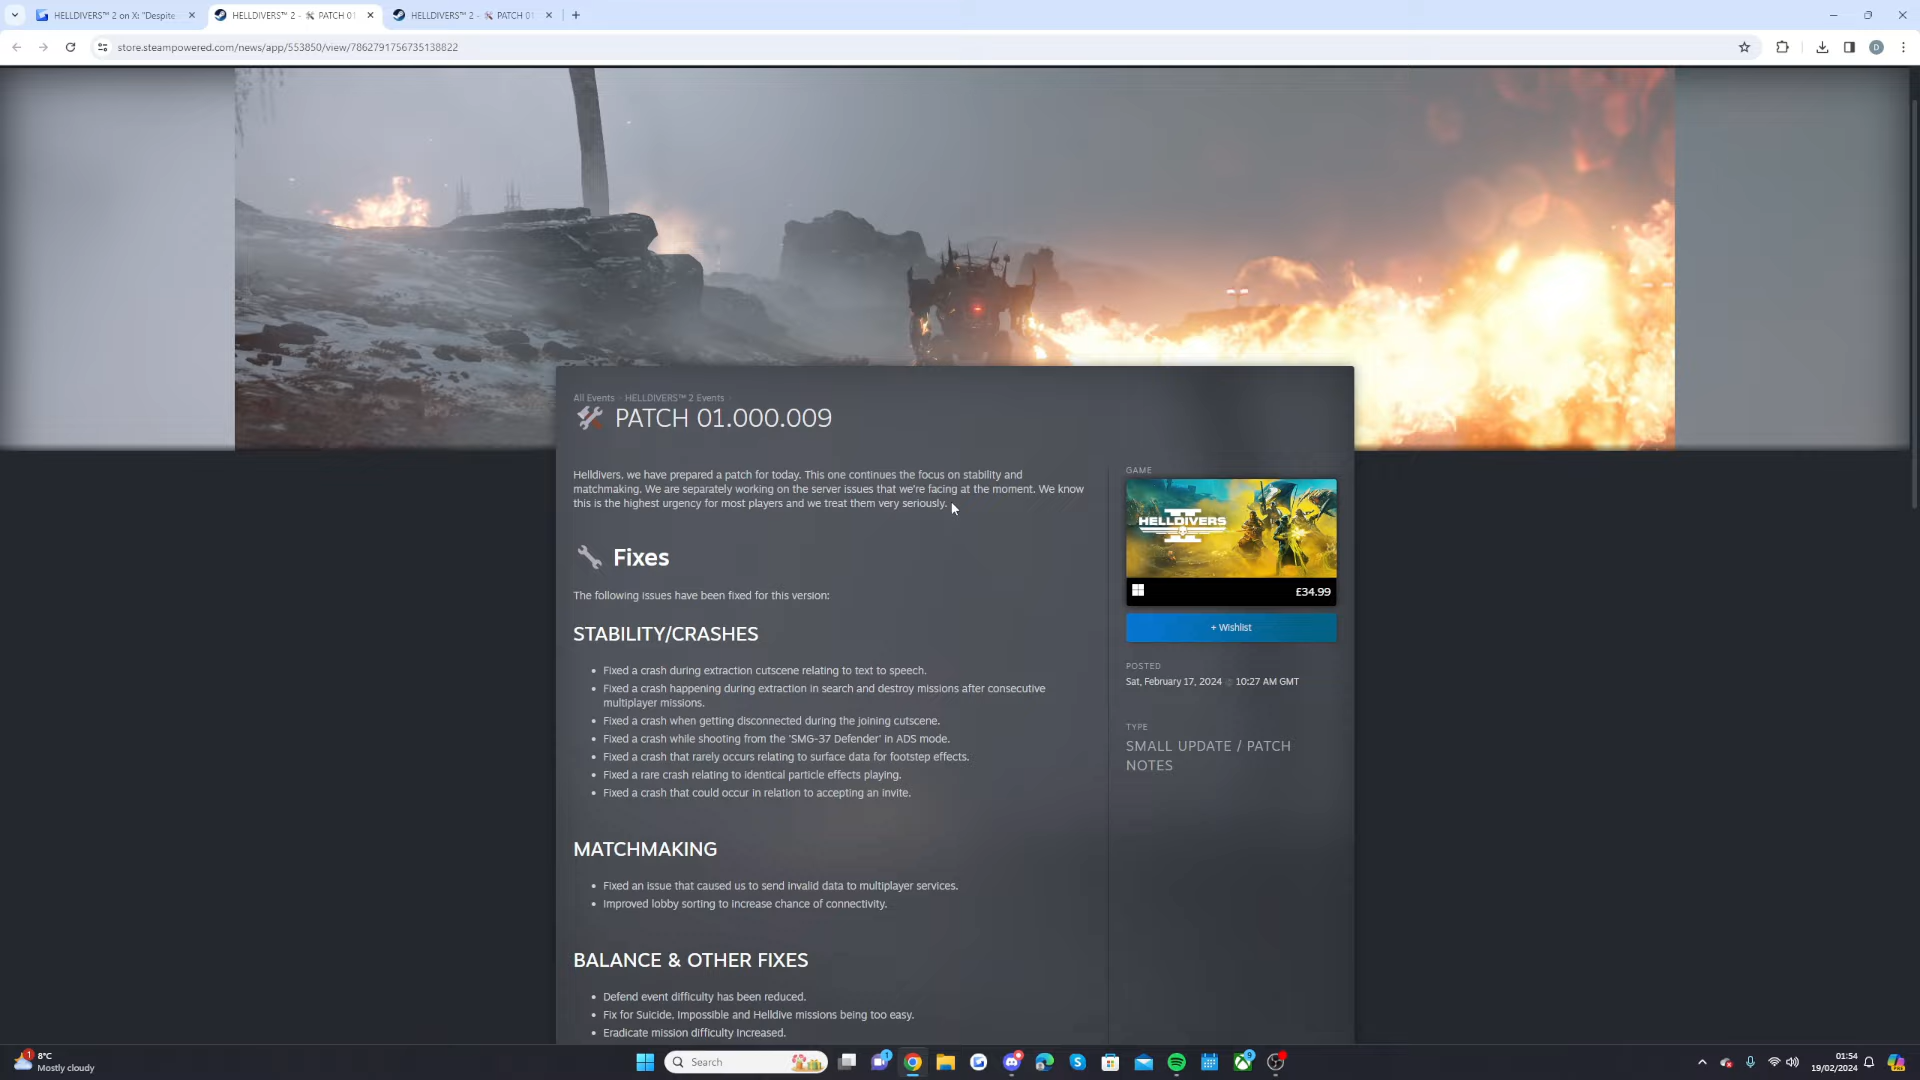 HELLDIVERS™ 2 on X: "Despite
HELLDIVERS™ 2 - 🛠 PATCH 01
HELLDIVERS™ 2 - 🛠 PATCH 01
store.steampowered.com/news/app/553850/view/7862791756735138822
D
All Events > HELLDIVERS™ 2 Events >
🛠 PATCH 01.000.009
Helldivers, we have prepared a patch for today. This one continues the focus on stability and
matchmaking. We are separately working on the server issues that we're facing at the moment. We know
this is the highest urgency for most players and we treat them very seriously.
🔧 Fixes
The following issues have been fixed for this version:
STABILITY/CRASHES
• Fixed a crash during extraction cutscene relating to text to speech.
• Fixed a crash happening during extraction in search and destroy missions after consecutive
multiplayer missions.
• Fixed a crash when getting disconnected during the joining cutscene.
• Fixed a crash while shooting from the 'SMG-37 Defender' in ADS mode.
• Fixed a crash that rarely occurs relating to surface data for footstep effects.
• Fixed a rare crash relating to identical particle effects playing.
• Fixed a crash that could occur in relation to accepting an invite.
MATCHMAKING
• Fixed an issue that caused us to send invalid data to multiplayer services.
• Improved lobby sorting to increase chance of connectivity.
BALANCE & OTHER FIXES
• Defend event difficulty has been reduced.
• Fix for Suicide, Impossible and Helldive missions being too easy.
• Eradicate mission difficulty Increased.
GAME
HELLDIVERS
II
£34.99
+ Wishlist
POSTED
Sat, February 17, 2024 @ 10:27 AM GMT
TYPE
SMALL UPDATE / PATCH
NOTES
1
8°C
Mostly cloudy
Search
1
9
01:54
19/02/2024